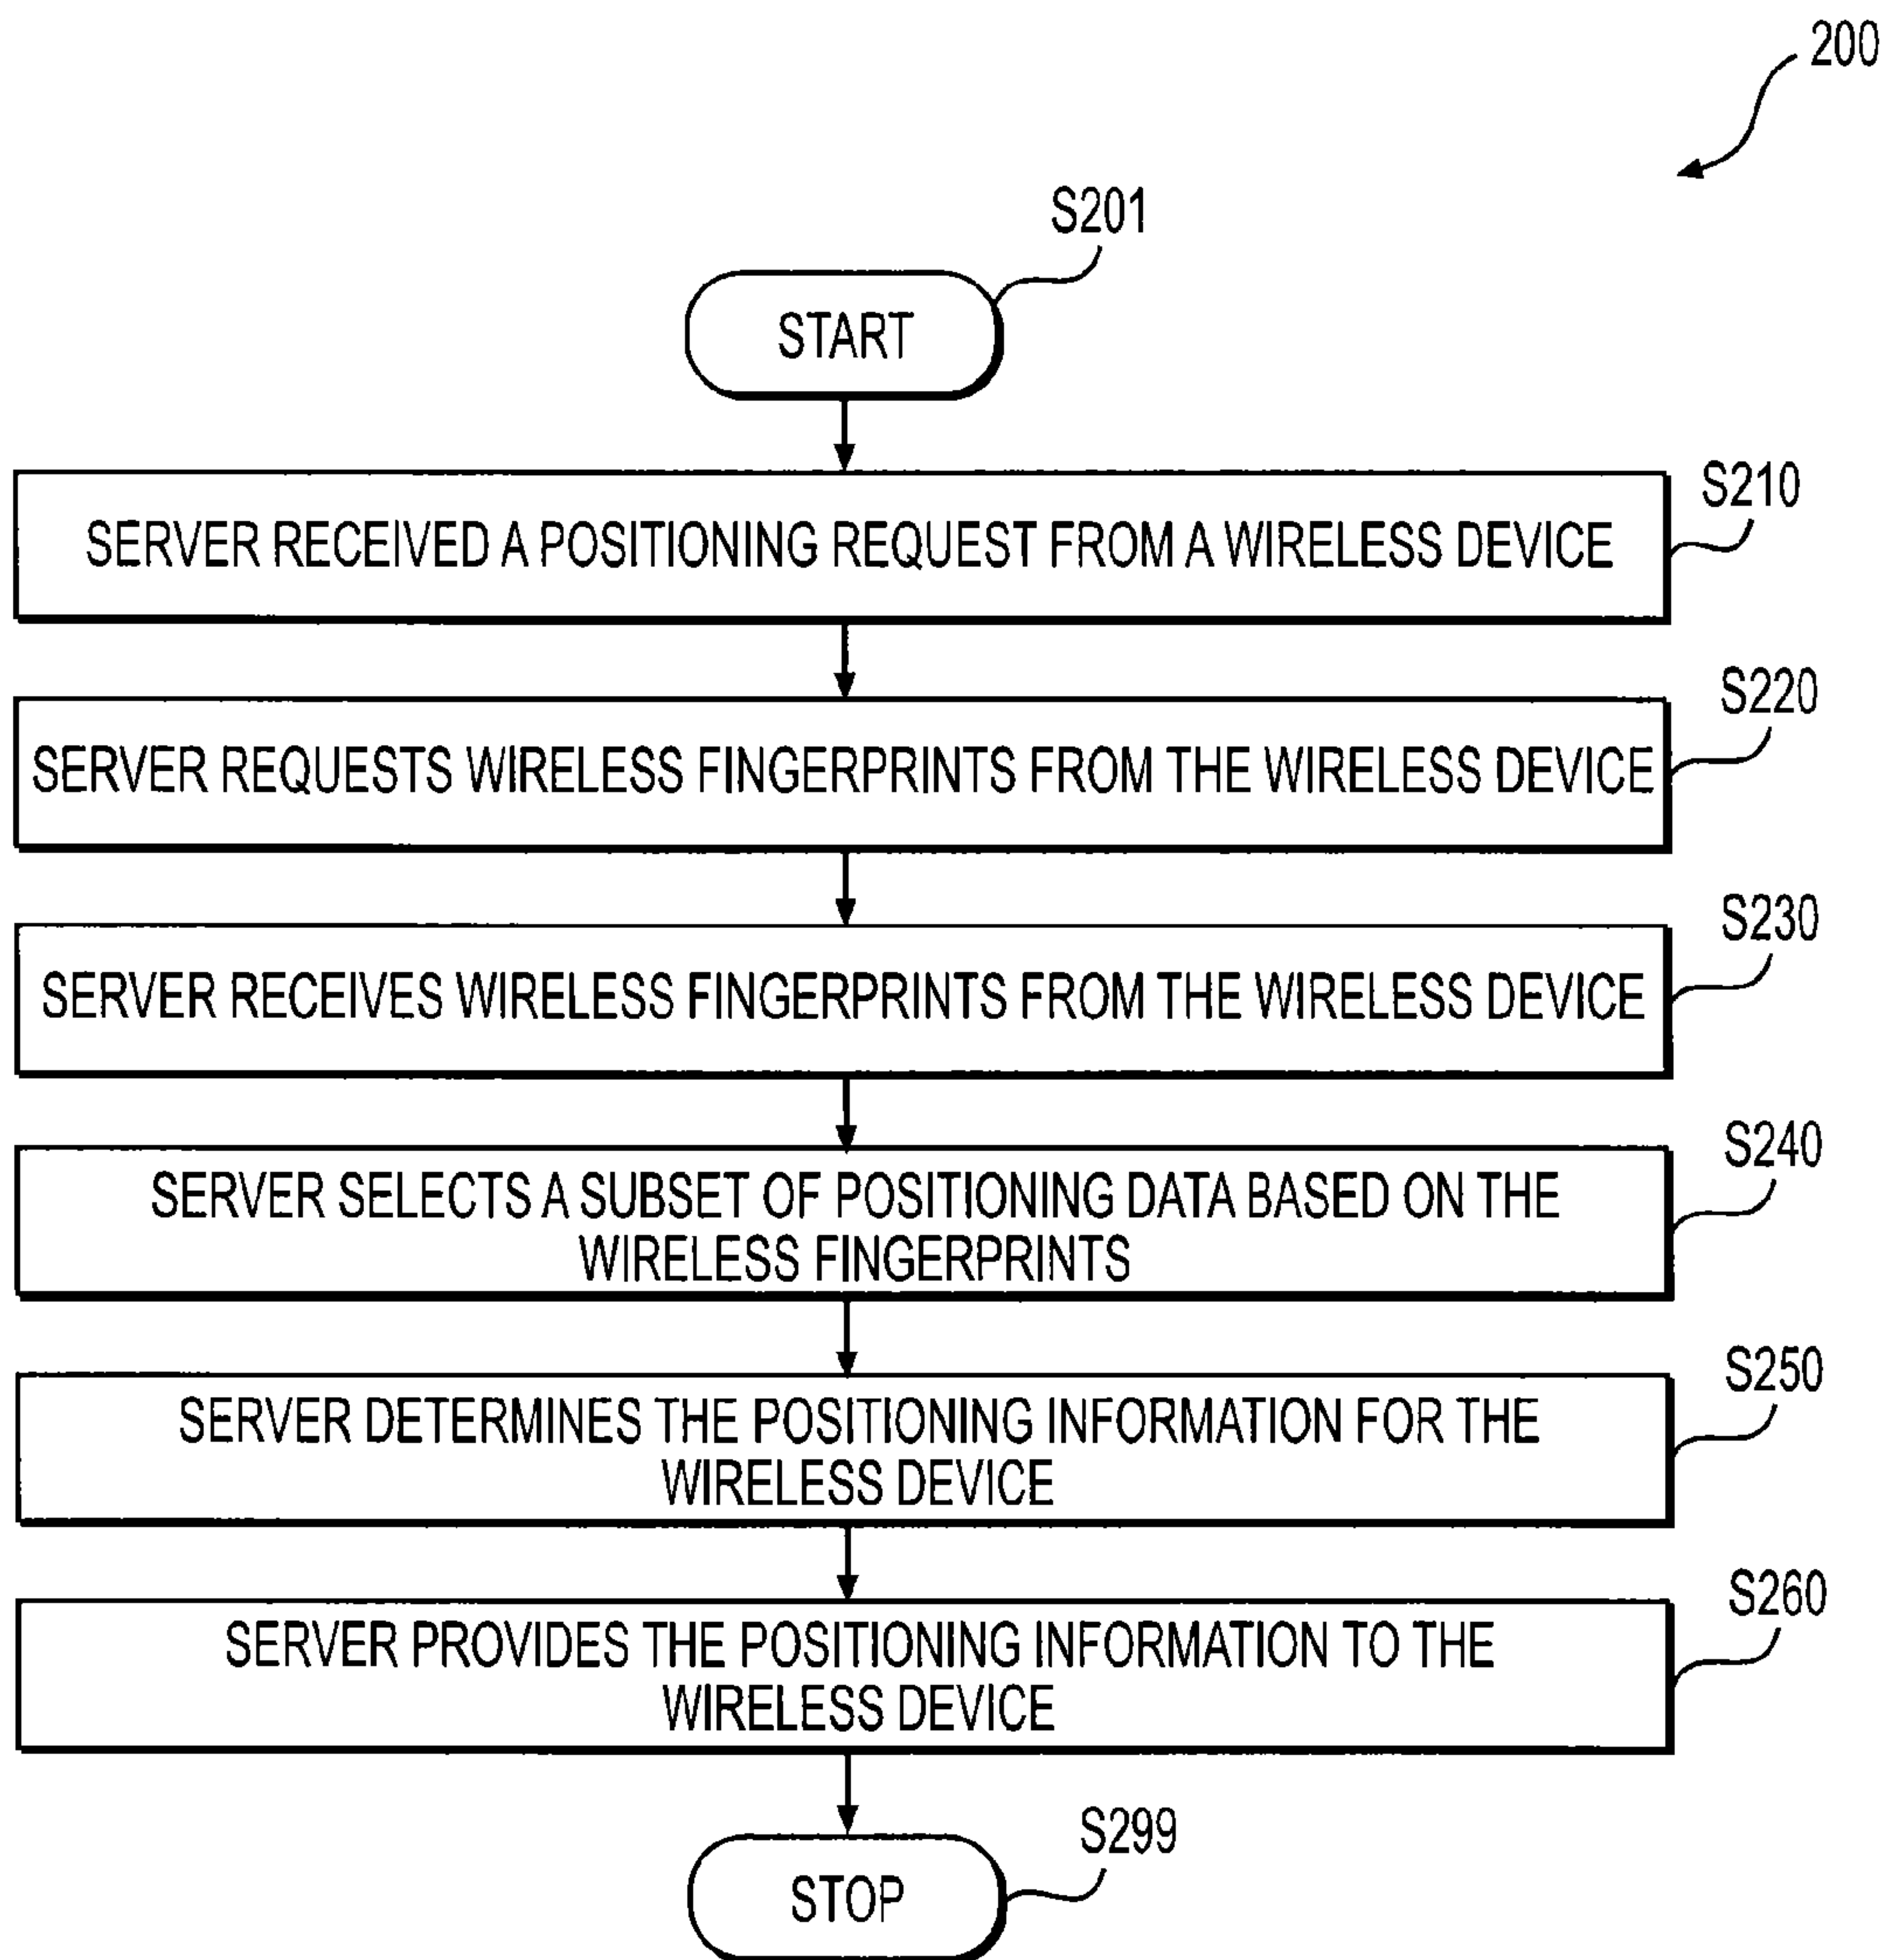 200
S201
START
S210
SERVER RECEIVED A POSITIONING REQUEST FROM A WIRELESS DEVICE
S220
SERVER REQUESTS WIRELESS FINGERPRINTS FROM THE WIRELESS DEVICE
S230
SERVER RECEIVES WIRELESS FINGERPRINTS FROM THE WIRELESS DEVICE
S240
SERVER SELECTS A SUBSET OF POSITIONING DATA BASED ON THE
WIRELESS FINGERPRINTS
S250
SERVER DETERMINES THE POSITIONING INFORMATION FOR THE
WIRELESS DEVICE
S260
SERVER PROVIDES THE POSITIONING INFORMATION TO THE
WIRELESS DEVICE
S299
STOP